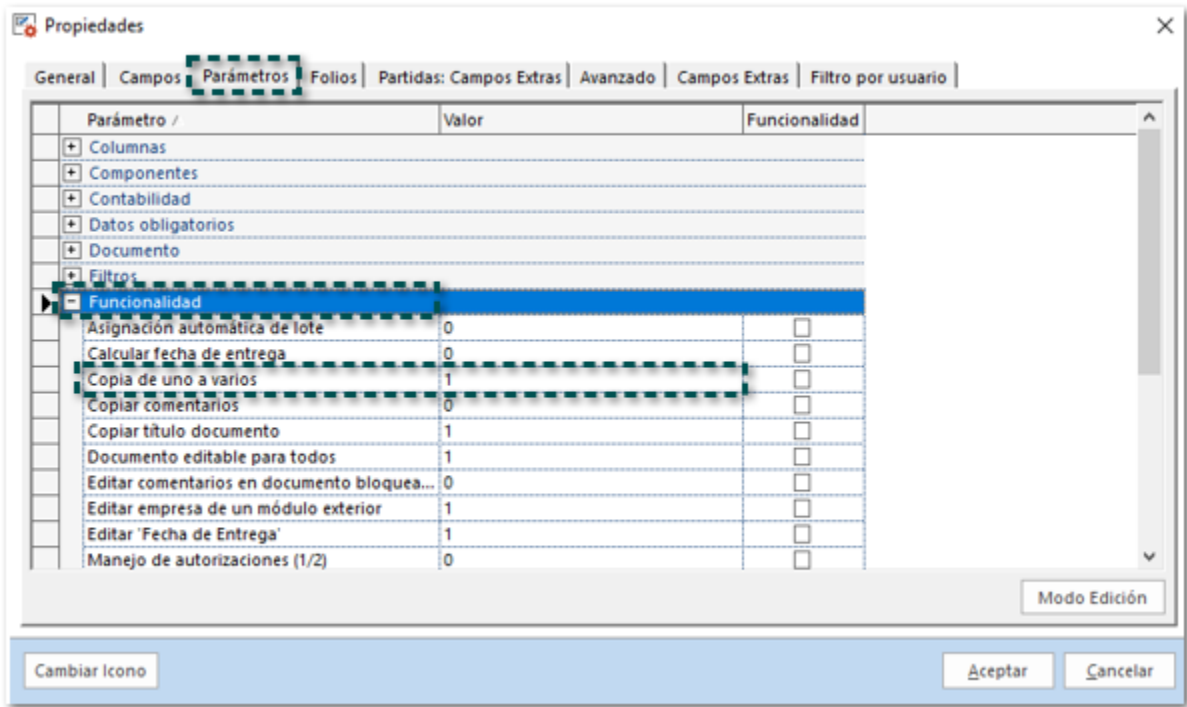 Propiedades
General Campos Parámetros Folios Partidas: Campos Extras Avanzado Campos Extras Filtro por usuario
Parámetro Valor Funcionalidad
Columnas
Componentes
Contabilidad
Datos obligatorios
Documento
Filtros
Funcionalidad
Asignación automática de lote 0
Calcular fecha de entrega 0
Copia de uno a varios 1
Copiar comentarios 0
Copiar título documento 1
Documento editable para todos 1
Editar comentarios en documento bloquea... 0
Editar empresa de un módulo exterior 1
Editar 'Fecha de Entrega' 1
Manejo de autorizaciones (1/2) 0
Modo Edición
Cambiar Icono Aceptar Cancelar